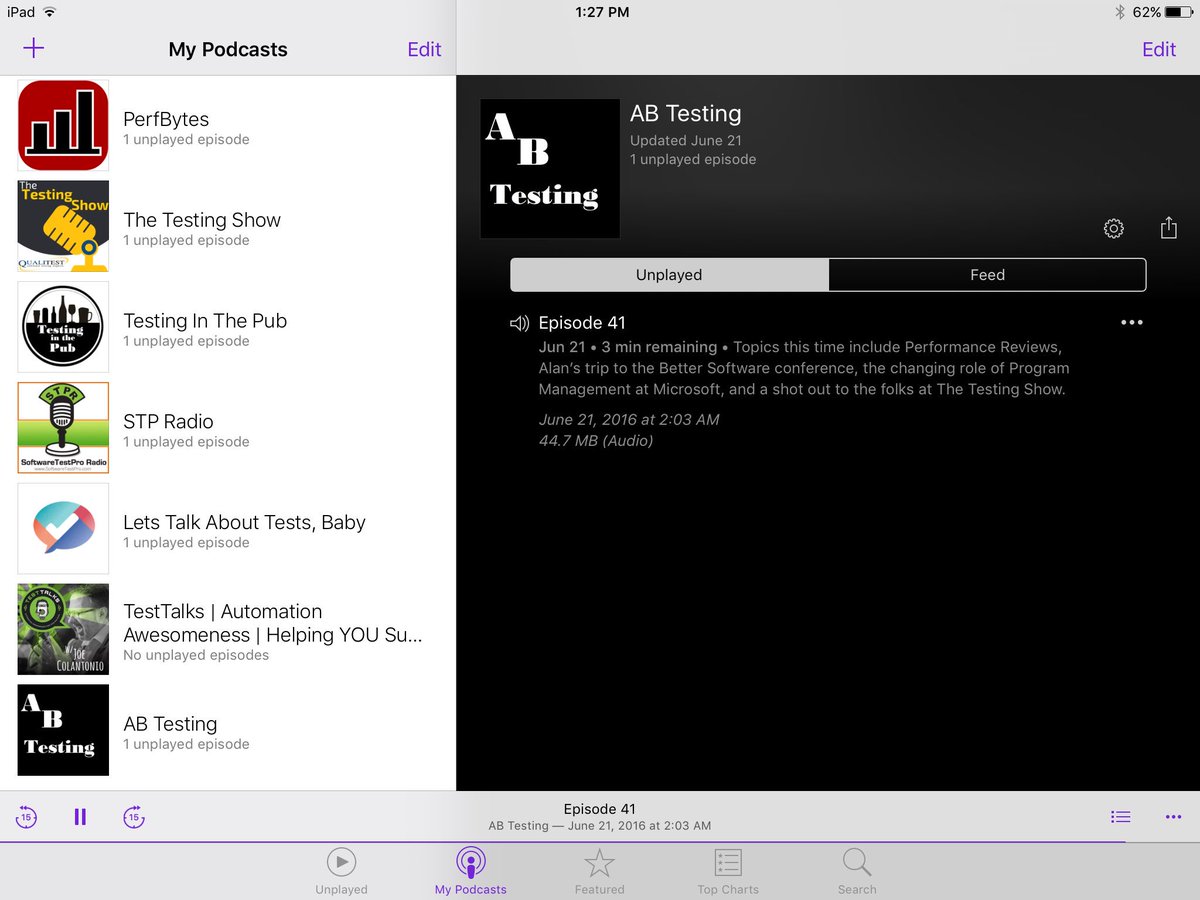 iPad
1:27 PM
62%
My Podcasts
Edit
Edit
PerfBytes
1 unplayed episode
The
Testing
Show
QUALITEST
The Testing Show
1 unplayed episode
Testing
in the
Pub
Testing In The Pub
1 unplayed episode
STPR
SoftwareTestPro Radio
www.SoftwareTestPro.com
STP Radio
1 unplayed episode
Lets Talk About Tests, Baby
1 unplayed episode
TESTTALKS
W/ JOE
COLANTONIO
TestTalks | Automation
Awesomeness | Helping YOU Su...
No unplayed episodes
A
B
Testing
AB Testing
1 unplayed episode
A
B
Testing
AB Testing
Updated June 21
1 unplayed episode
Unplayed
Feed
Episode 41
Jun 21 • 3 min remaining • Topics this time include Performance Reviews,
Alan's trip to the Better Software conference, the changing role of Program
Management at Microsoft, and a shot out to the folks at The Testing Show.
June 21, 2016 at 2:03 AM
44.7 MB (Audio)
15
15
Episode 41
AB Testing — June 21, 2016 at 2:03 AM
Unplayed
My Podcasts
Featured
Top Charts
Search